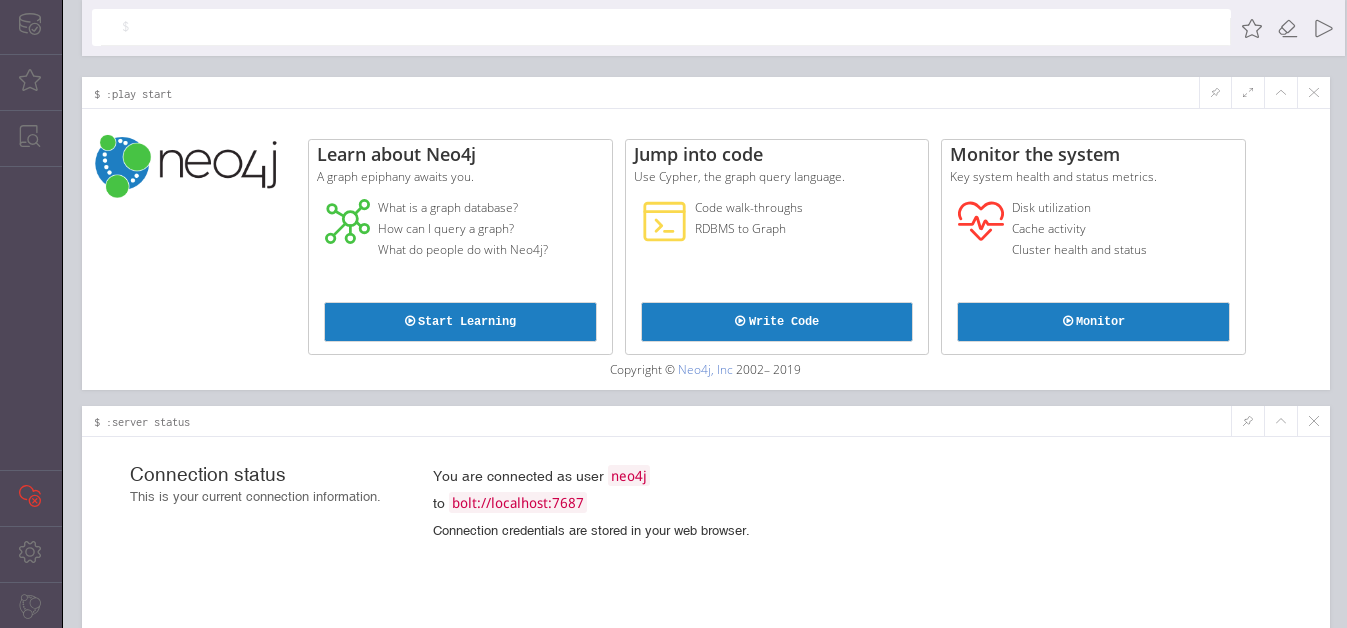 $
$ :play start
neo4j
Learn about Neo4j
A graph epiphany awaits you.
What is a graph database?
How can I query a graph?
What do people do with Neo4j?
Start Learning
Jump into code
Use Cypher, the graph query language.
Code walk-throughs
RDBMS to Graph
Write Code
Monitor the system
Key system health and status metrics.
Disk utilization
Cache activity
Cluster health and status
Monitor
Copyright © Neo4j, Inc 2002– 2019
$ :server status
Connection status
This is your current connection information.
You are connected as user neo4j
to bolt://localhost:7687
Connection credentials are stored in your web browser.